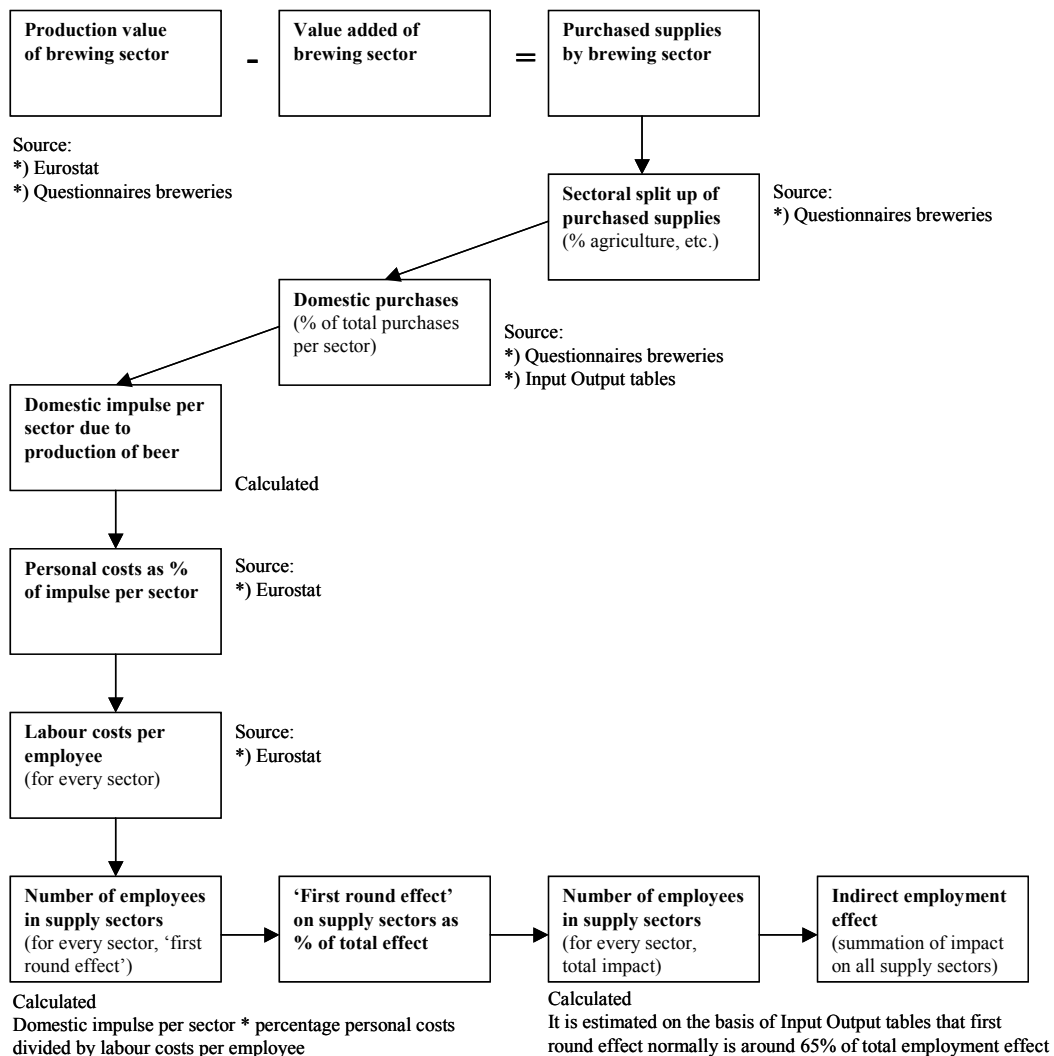 Production value
of brewing sector
-
Value added of
brewing sector
=
Purchased supplies
by brewing sector
Source:
*) Eurostat
*) Questionnaires breweries
Sectoral split up of
purchased supplies
(% agriculture, etc.)
Source:
*) Questionnaires breweries
Domestic purchases
(% of total purchases
per sector)
Source:
*) Questionnaires breweries
*) Input Output tables
Domestic impulse per
sector due to
production of beer
Calculated
Personal costs as %
of impulse per sector
Source:
*) Eurostat
Labour costs per
employee
(for every sector)
Source:
*) Eurostat
Number of employees
in supply sectors
(for every sector, ‘first
round effect’)
‘First round effect’
on supply sectors as
% of total effect
Number of employees
in supply sectors
(for every sector,
total impact)
Indirect employment
effect
(summation of impact
on all supply sectors)
Calculated
Domestic impulse per sector * percentage personal costs
divided by labour costs per employee
Calculated
It is estimated on the basis of Input Output tables that first
round effect normally is around 65% of total employment effect